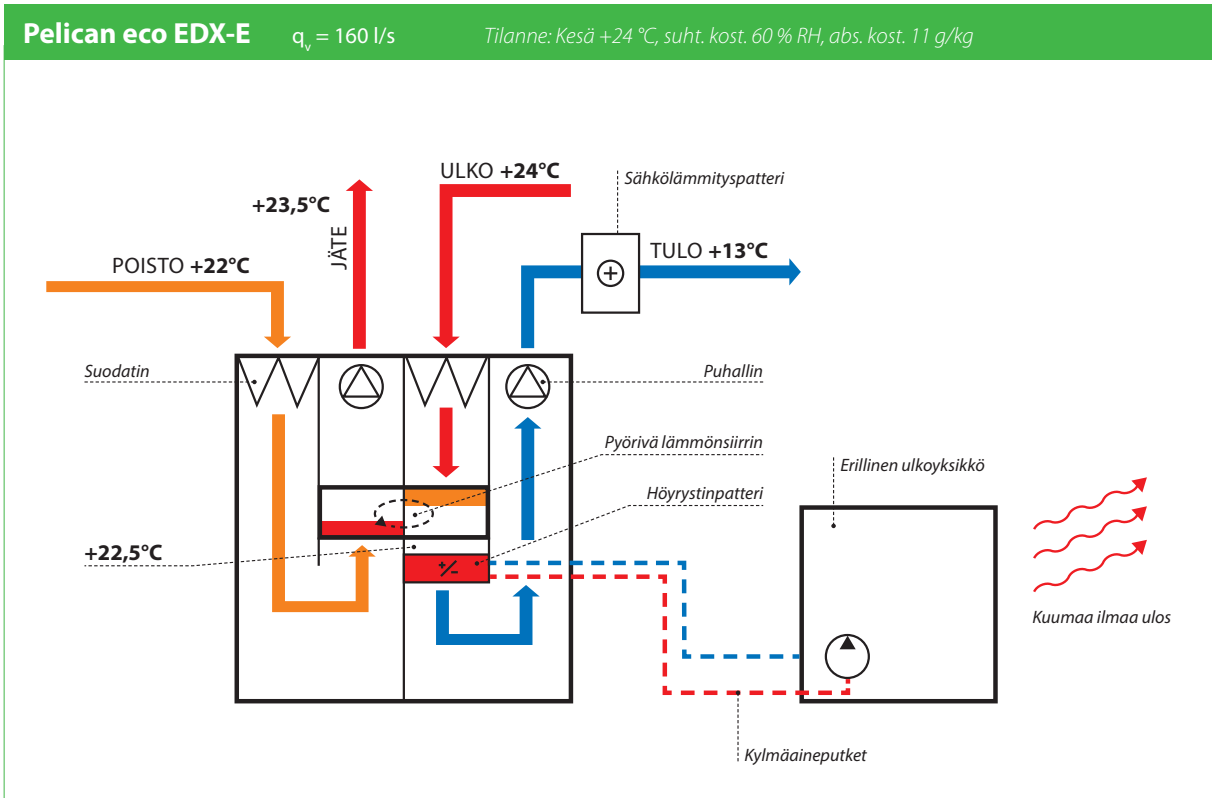 Pelican eco EDX-E qv = 160 l/s Tilanne: Kesä +24 °C, suht. kost. 60 % RH, abs. kost. 11 g/kg
ULKO +24°C
Sähkölämmityspatteri
+23,5°C
JÄTE
TULO +13°C
POISTO +22°C
Suodatin
Puhallin
Pyörivä lämmönsiirrin
Erillinen ulkoyksikkö
Höyrystinpatteri
+22,5°C
+/-
Kuumaa ilmaa ulos
Kylmäaineputket